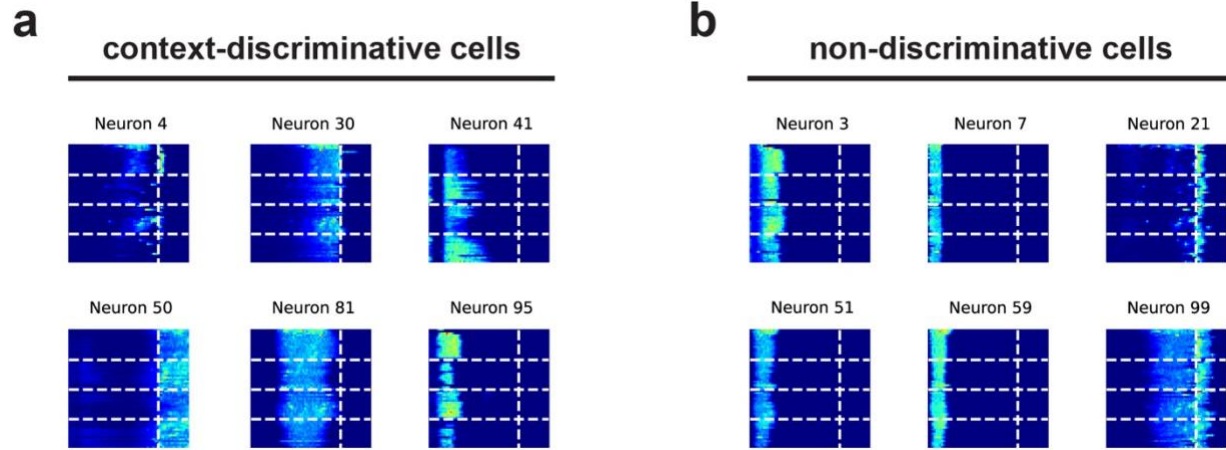 a
context-discriminative cells
Neuron 4
Neuron 30
Neuron 41
Neuron 50
Neuron 81
Neuron 95
b
non-discriminative cells
Neuron 3
Neuron 7
Neuron 21
Neuron 51
Neuron 59
Neuron 99